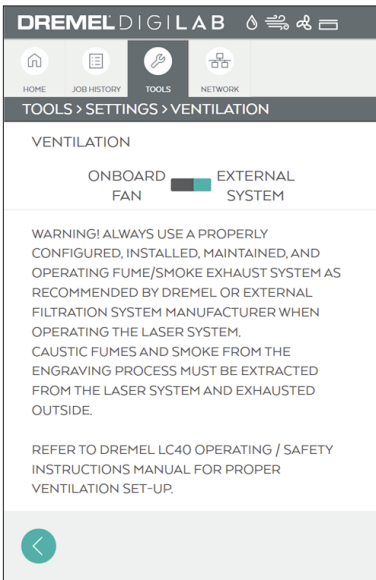 DREMEL DIGILAB
HOME JOB HISTORY TOOLS NETWORK
TOOLS > SETTINGS > VENTILATION
VENTILATION
ONBOARD FAN
EXTERNAL SYSTEM
WARNING! ALWAYS USE A PROPERLY
CONFIGURED, INSTALLED, MAINTAINED, AND
OPERATING FUME/SMOKE EXHAUST SYSTEM AS
RECOMMENDED BY DREMEL OR EXTERNAL
FILTRATION SYSTEM MANUFACTURER WHEN
OPERATING THE LASER SYSTEM.
CAUSTIC FUMES AND SMOKE FROM THE
ENGRAVING PROCESS MUST BE EXTRACTED
FROM THE LASER SYSTEM AND EXHAUSTED
OUTSIDE.
REFER TO DREMEL LC40 OPERATING / SAFETY
INSTRUCTIONS MANUAL FOR PROPER
VENTILATION SET-UP.